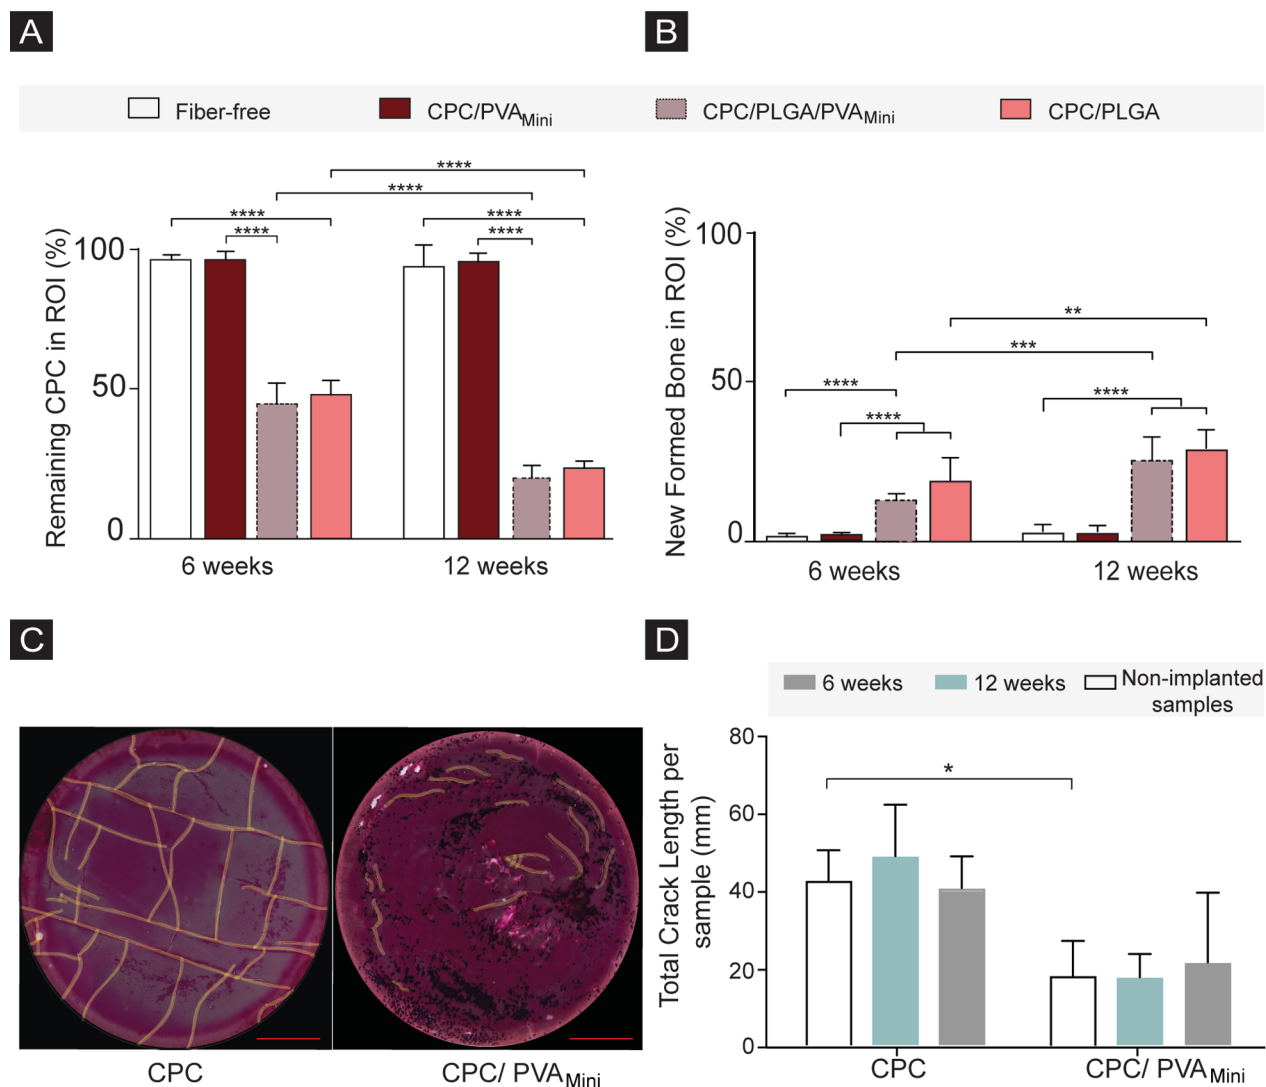 A
B
Fiber-free
CPC/PVAMini
CPC/PLGA/PVAMini
CPC/PLGA
****
****
****
****
****
****
Remaining CPC in ROI (%)
100
50
0
6 weeks
12 weeks
New Formed Bone in ROI (%)
100
50
0
**
***
****
****
****
6 weeks
12 weeks
C
D
CPC
CPC/ PVAMini
6 weeks
12 weeks
Non-implanted
samples
Total Crack Length per
sample (mm)
80
60
40
20
0
*
CPC
CPC/ PVAMini